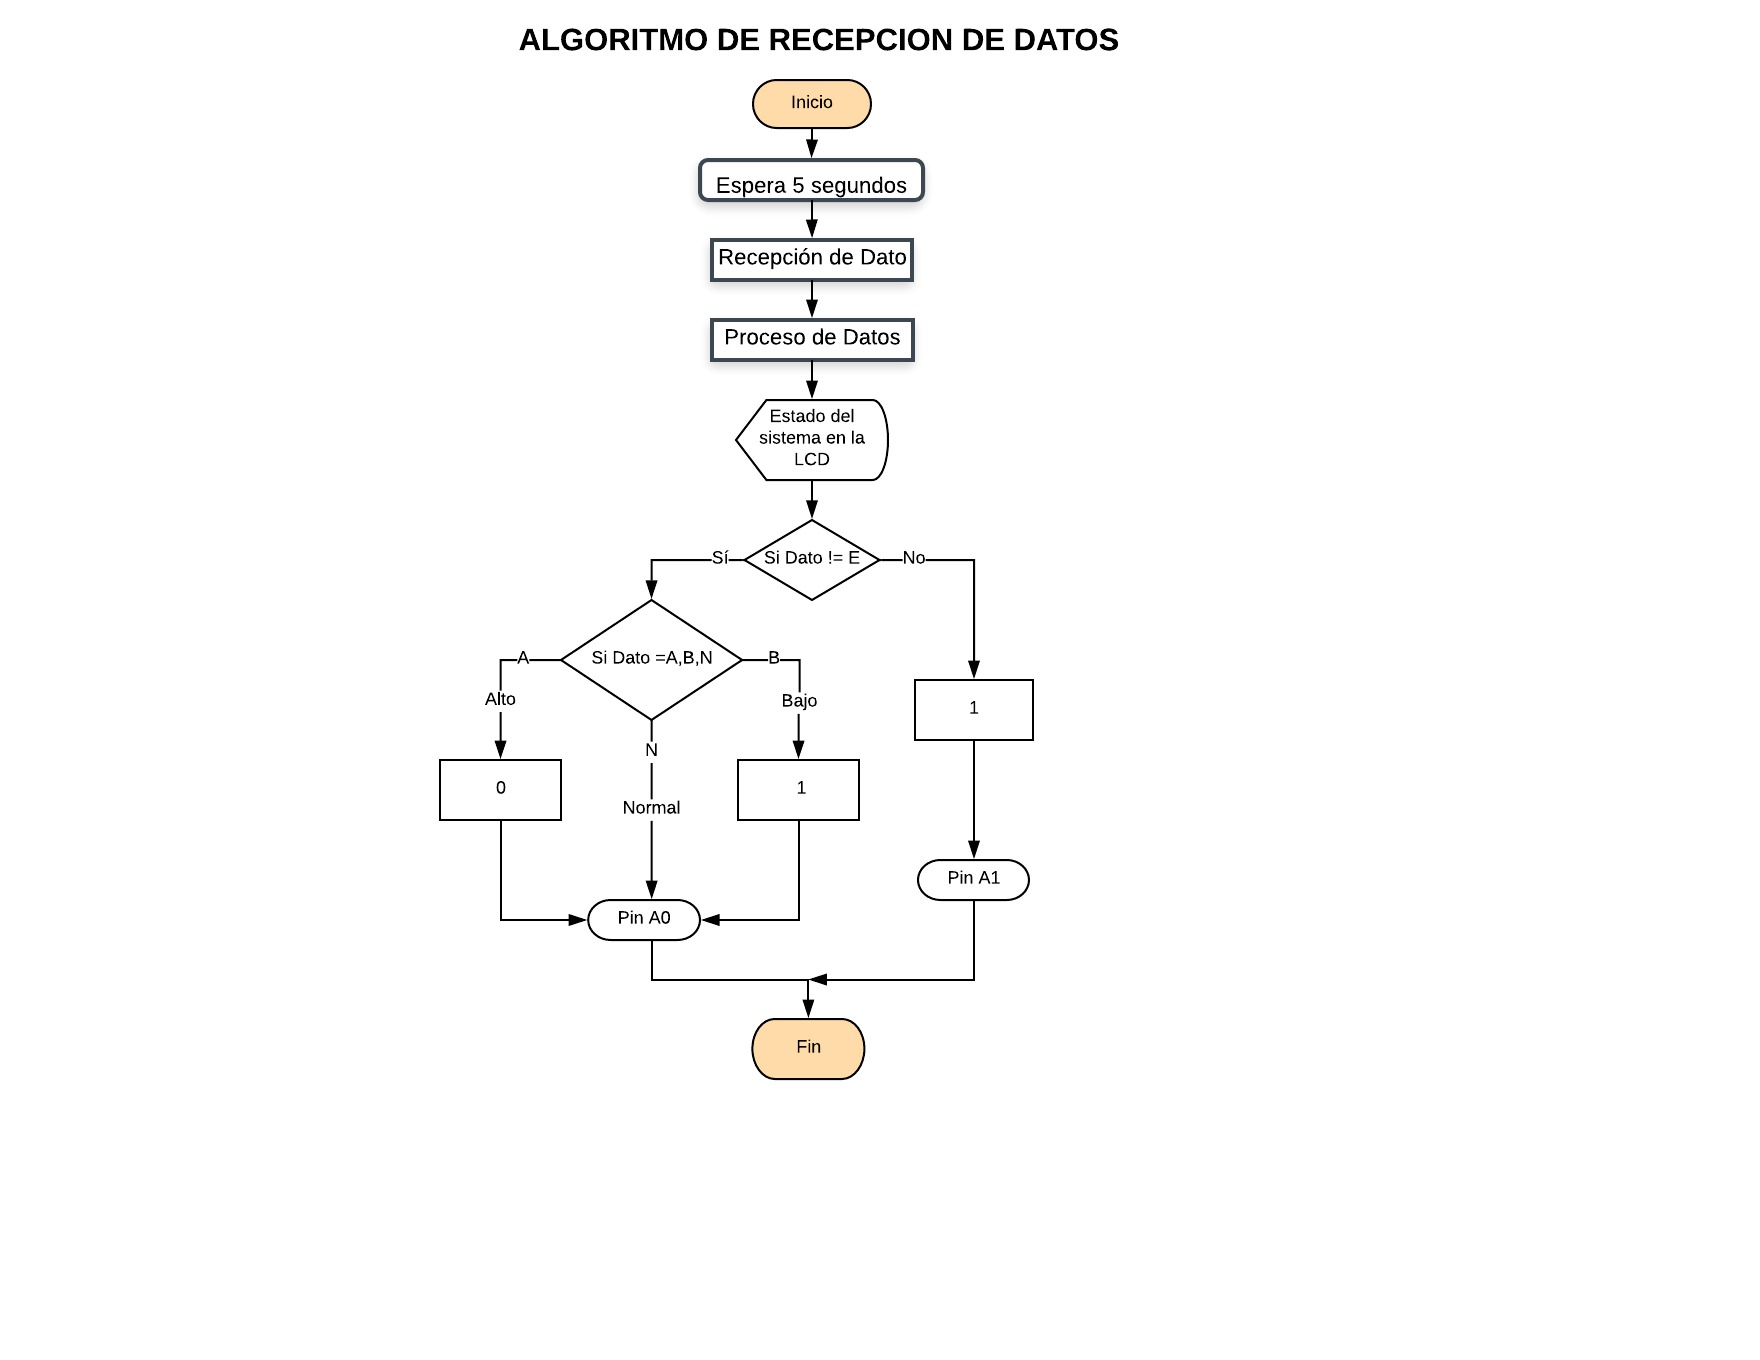 ALGORITMO DE RECEPCION DE DATOS
Inicio
Espera 5 segundos
Recepción de Dato
Proceso de Datos
Estado del
sistema en la
LCD
Sí
Si Dato != E
No
A
Si Dato =A,B,N
B
Alto
Bajo
1
N
0
Normal
1
Pin A1
Pin A0
Fin